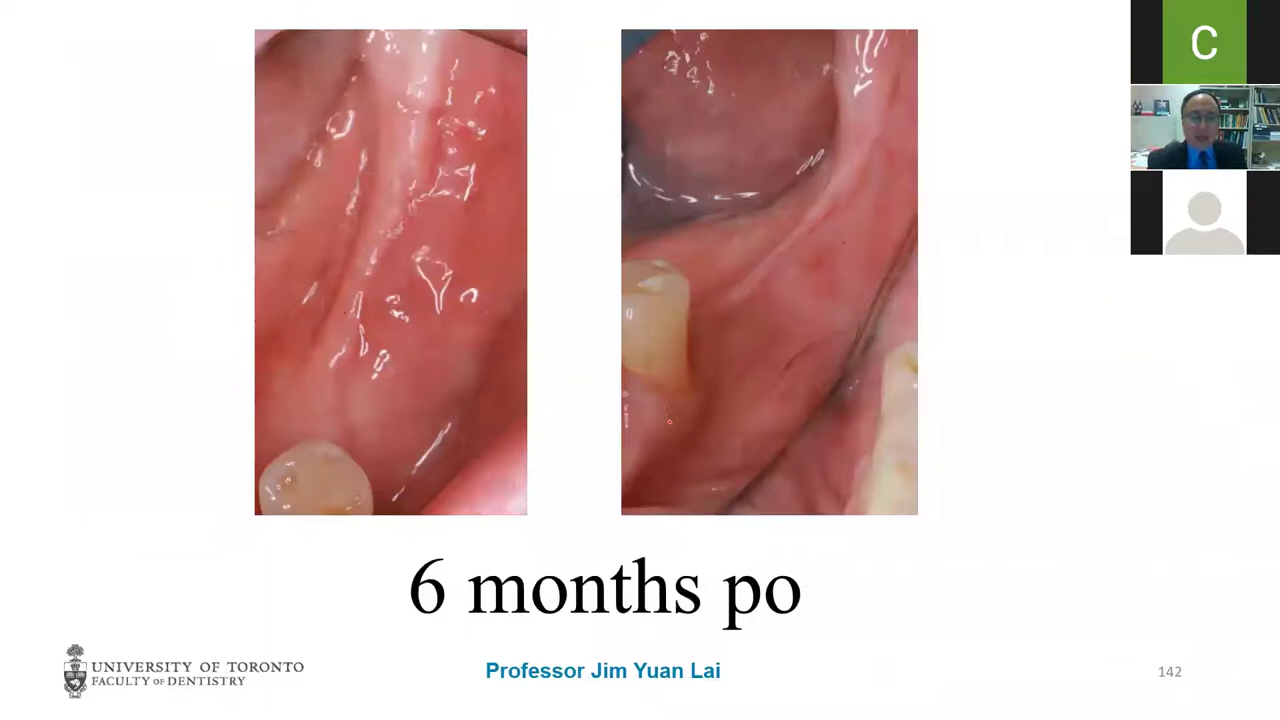 C
6 months po
UNIVERSITY OF TORONTO
FACULTY OF DENTISTRY
Professor Jim Yuan Lai
142